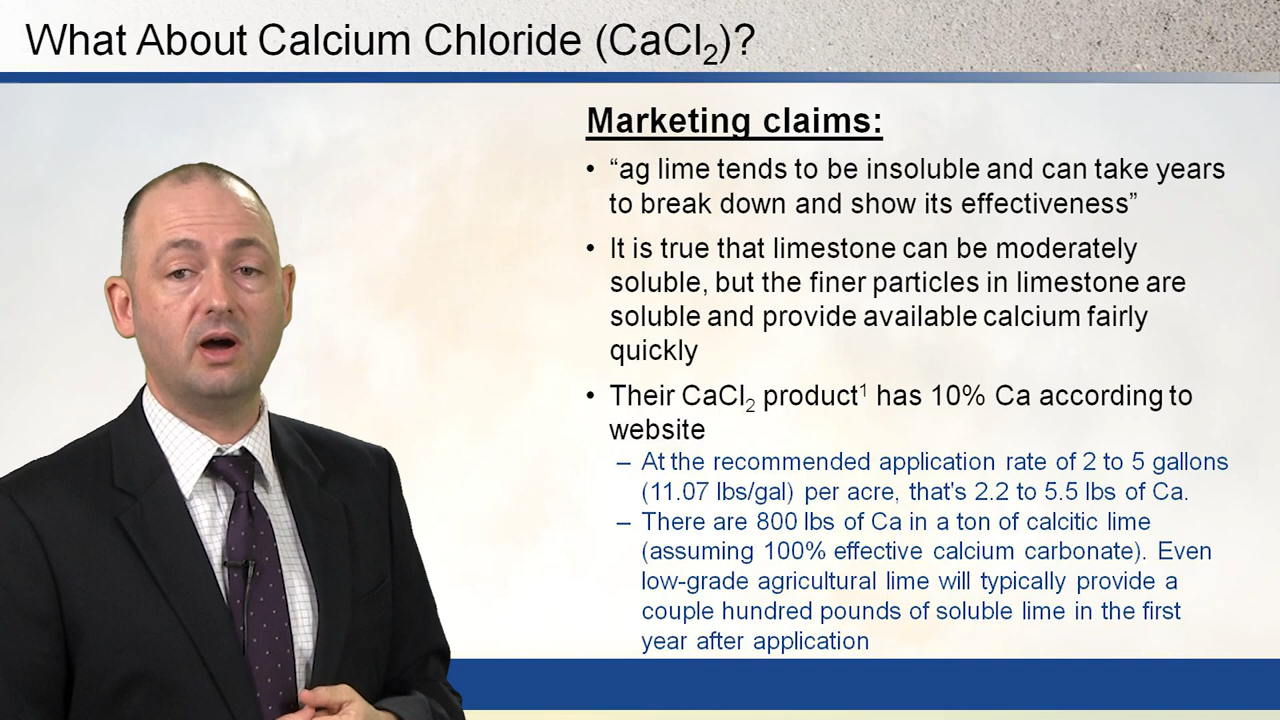 What About Calcium Chloride (CaCl₂)?
Marketing claims:
• “ag lime tends to be insoluble and can take years
to break down and show its effectiveness”
• It is true that limestone can be moderately
soluble, but the finer particles in limestone are
soluble and provide available calcium fairly
quickly
• Their CaCl₂ product¹ has 10% Ca according to
website
– At the recommended application rate of 2 to 5 gallons
(11.07 lbs/gal) per acre, that's 2.2 to 5.5 lbs of Ca.
– There are 800 lbs of Ca in a ton of calcitic lime
(assuming 100% effective calcium carbonate). Even
low-grade agricultural lime will typically provide a
couple hundred pounds of soluble lime in the first
year after application